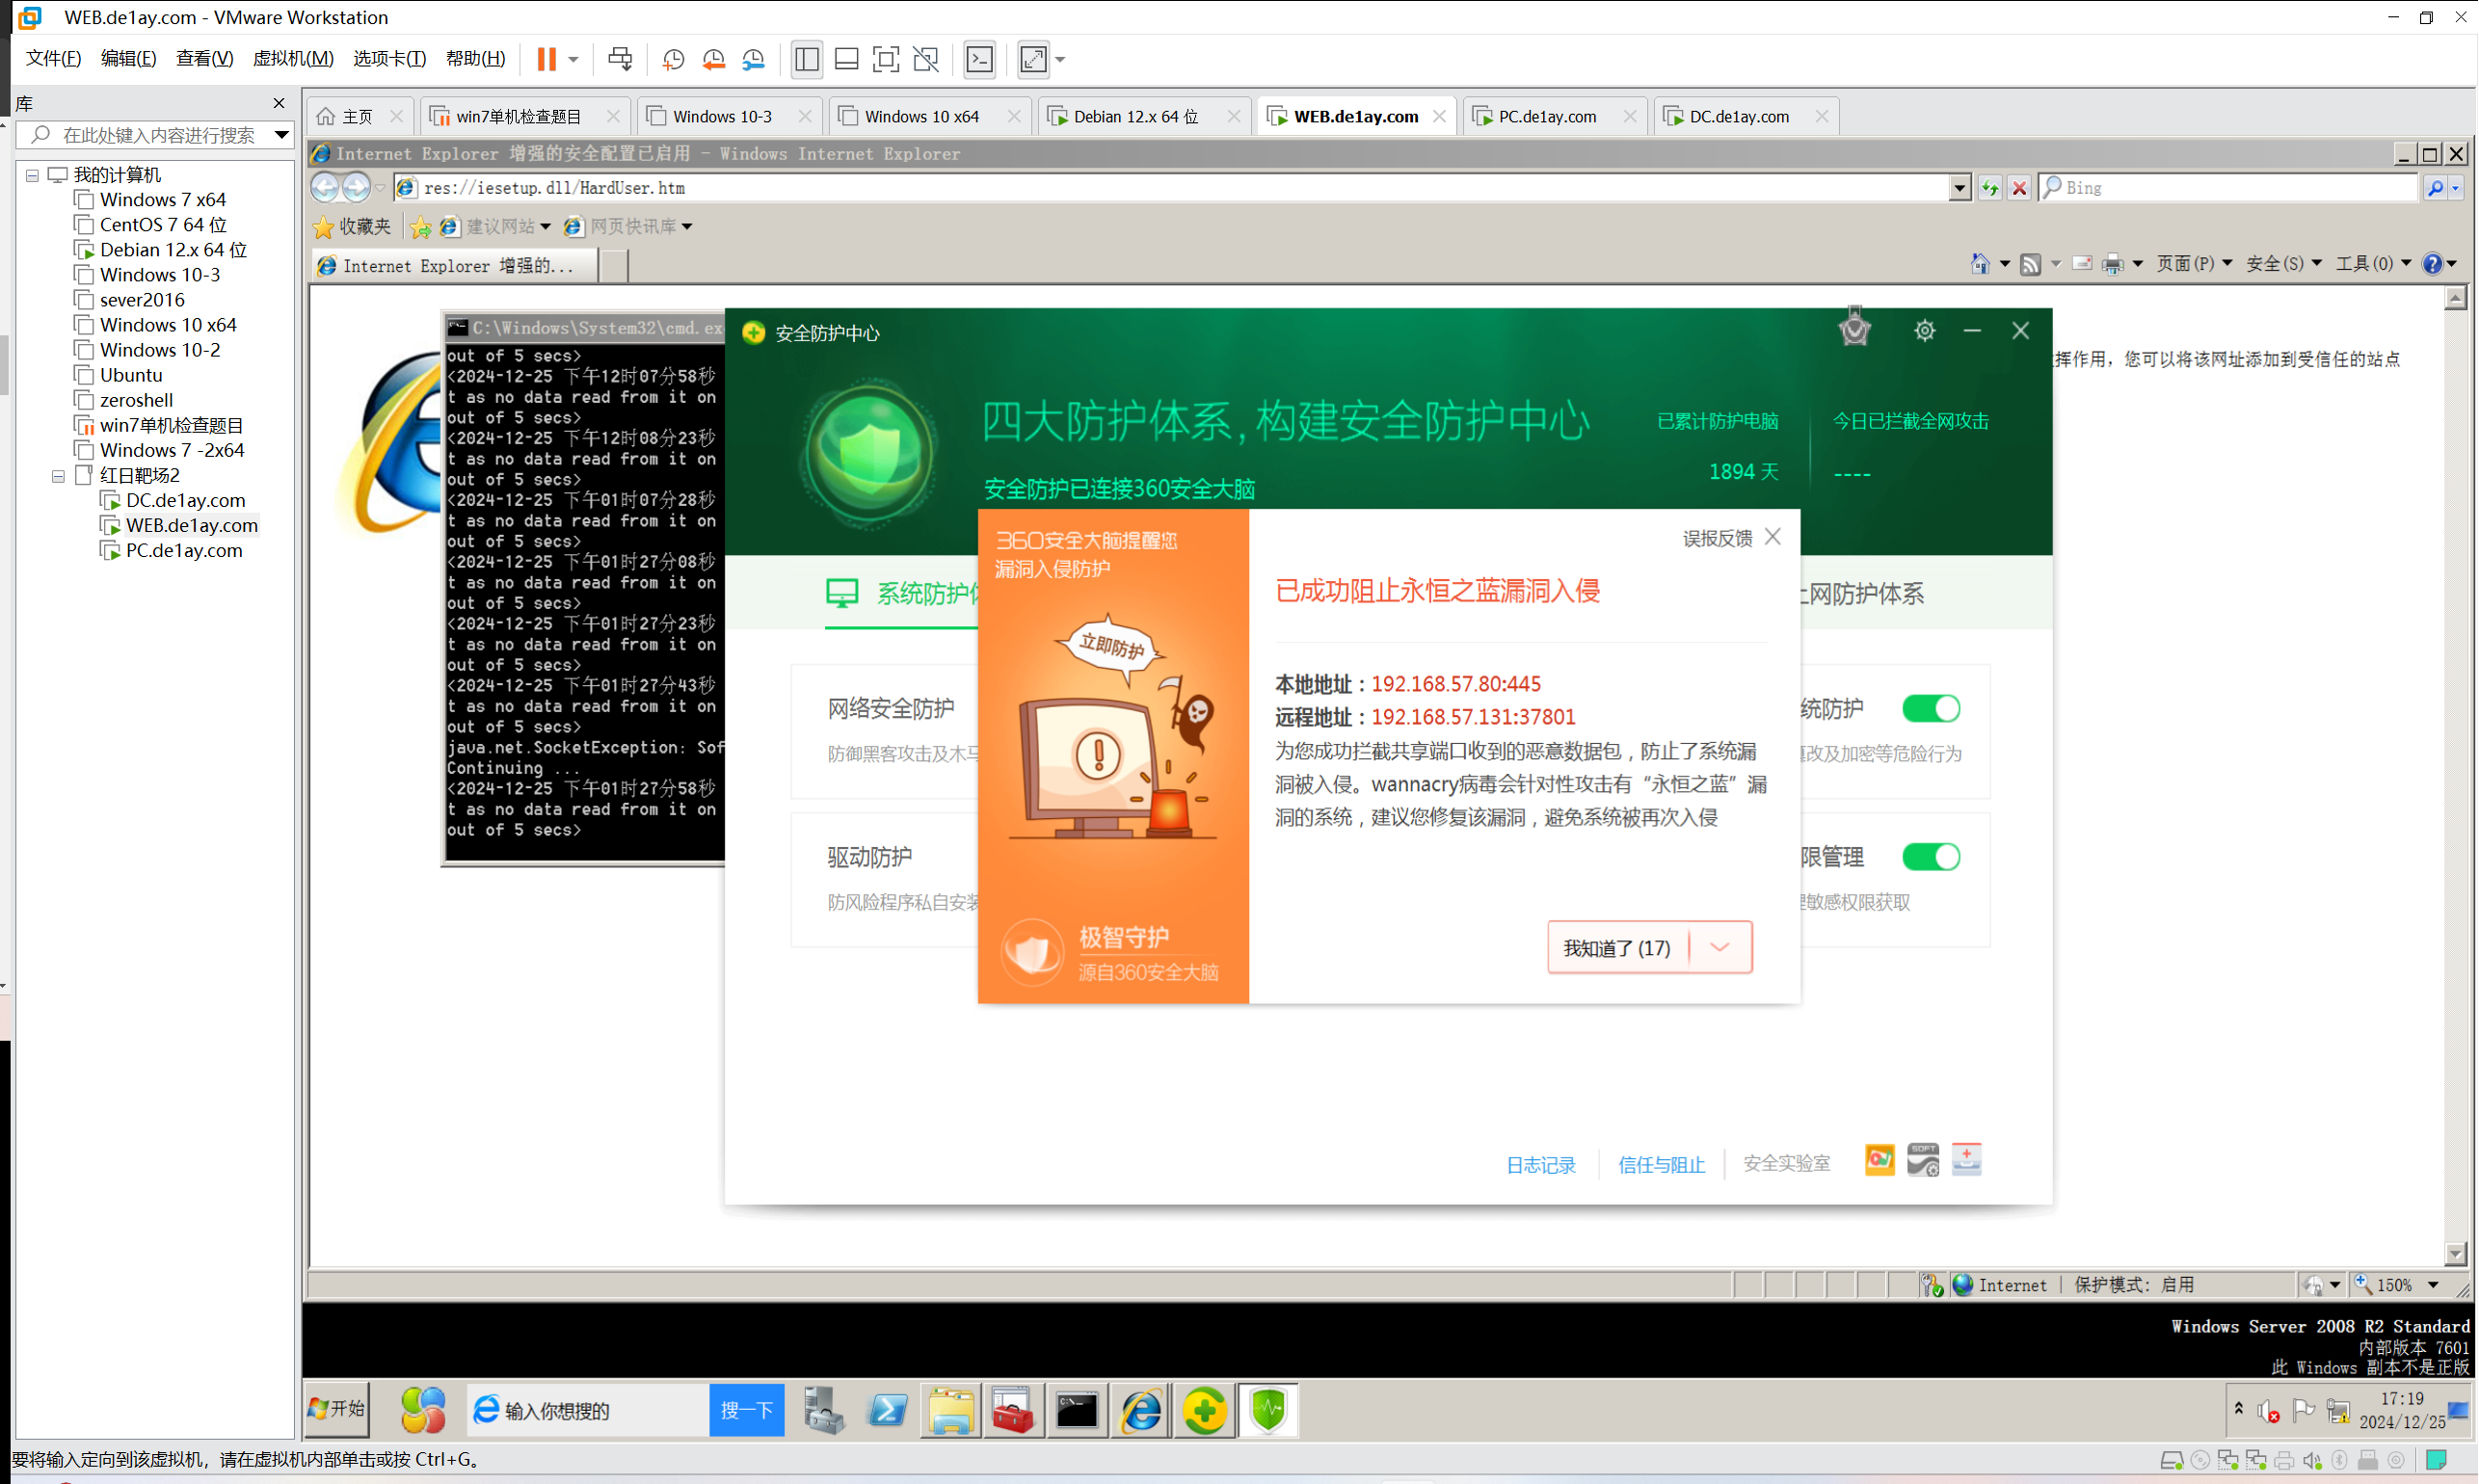 WEB.de1ay.com - VMware Workstation
文件(F) 编辑(E) 查看(V) 虚拟机(M) 选项卡(T) 帮助(H)
库
在此处键入内容进行搜索
我的计算机
Windows 7 x64
CentOS 7 64 位
Debian 12.x 64 位
Windows 10-3
sever2016
Windows 10 x64
Windows 10-2
Ubuntu
zeroshell
win7单机检查题目
Windows 7 -2x64
红日靶场2
DC.de1ay.com
WEB.de1ay.com
PC.de1ay.com
主页 win7单机检查题目 Windows 10-3 Windows 10 x64 Debian 12.x 64 位 WEB.de1ay.com PC.de1ay.com DC.de1ay.com
Internet Explorer 增强的安全配置已启用 - Windows Internet Explorer
res://iesetup.dll/HardUser.htm
Bing
收藏夹 建议网站 网页快讯库
Internet Explorer 增强的...
页面(P) 安全(S) 工具(O)
挥作用，您可以将该网址添加到受信任的站点
C:\Windows\System32\cmd.ex
out of 5 secs>
<2024-12-25 下午12时07分58秒
t as no data read from it on
out of 5 secs>
<2024-12-25 下午12时08分23秒
t as no data read from it on
out of 5 secs>
<2024-12-25 下午01时07分28秒
t as no data read from it on
out of 5 secs>
<2024-12-25 下午01时27分08秒
t as no data read from it on
out of 5 secs>
<2024-12-25 下午01时27分23秒
t as no data read from it on
out of 5 secs>
<2024-12-25 下午01时27分43秒
t as no data read from it on
out of 5 secs>
java.net.SocketException: Sof
Continuing ...
<2024-12-25 下午01时27分58秒
t as no data read from it on
out of 5 secs>
安全防护中心
四大防护体系,构建安全防护中心
安全防护已连接360安全大脑
已累计防护电脑
1894 天
今日已拦截全网攻击
----
系统防护体
上网防护体系
网络安全防护
防御黑客攻击及木马
驱动防护
防风险程序私自安装
统防护
改及加密等危险行为
限管理
敏感权限获取
360安全大脑提醒您
漏洞入侵防护
立即防护
极智守护
源自360安全大脑
误报反馈
已成功阻止永恒之蓝漏洞入侵
本地地址：192.168.57.80:445
远程地址：192.168.57.131:37801
为您成功拦截共享端口收到的恶意数据包，防止了系统漏
洞被入侵。wannacry病毒会针对性攻击有“永恒之蓝”漏
洞的系统，建议您修复该漏洞，避免系统被再次入侵
我知道了 (17)
日志记录 信任与阻止 安全实验室
SOFT
Internet | 保护模式: 启用
150%
Windows Server 2008 R2 Standard
内部版本 7601
此 Windows 副本不是正版
开始
输入你想搜的
搜一下
17:19
2024/12/25
要将输入定向到该虚拟机，请在虚拟机内部单击或按 Ctrl+G。